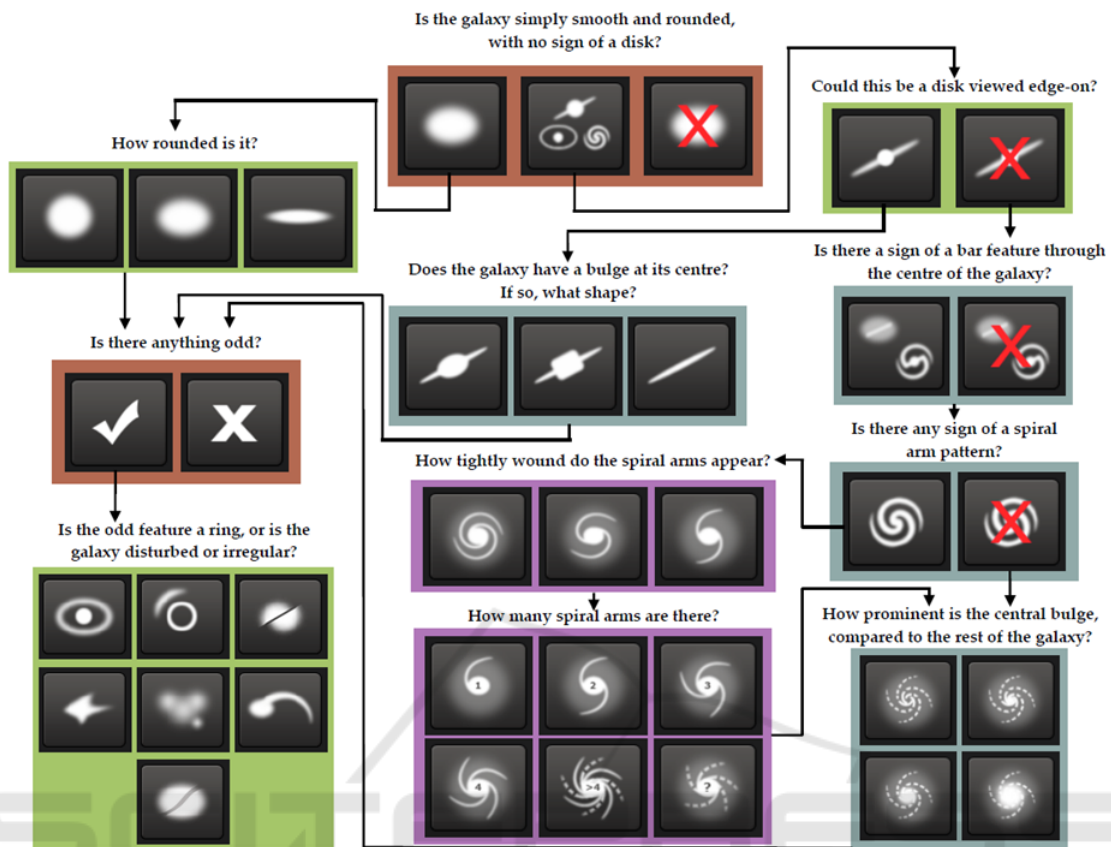 Is the galaxy simply smooth and rounded,
with no sign of a disk?
Could this be a disk viewed edge-on?
How rounded is it?
Is there a sign of a bar feature through
the centre of the galaxy?
Does the galaxy have a bulge at its centre?
If so, what shape?
Is there anything odd?
Is there any sign of a spiral
arm pattern?
How tightly wound do the spiral arms appear?
Is the odd feature a ring, or is the
galaxy disturbed or irregular?
How many spiral arms are there?
1
2
3
4
>4
?
How prominent is the central bulge,
compared to the rest of the galaxy?